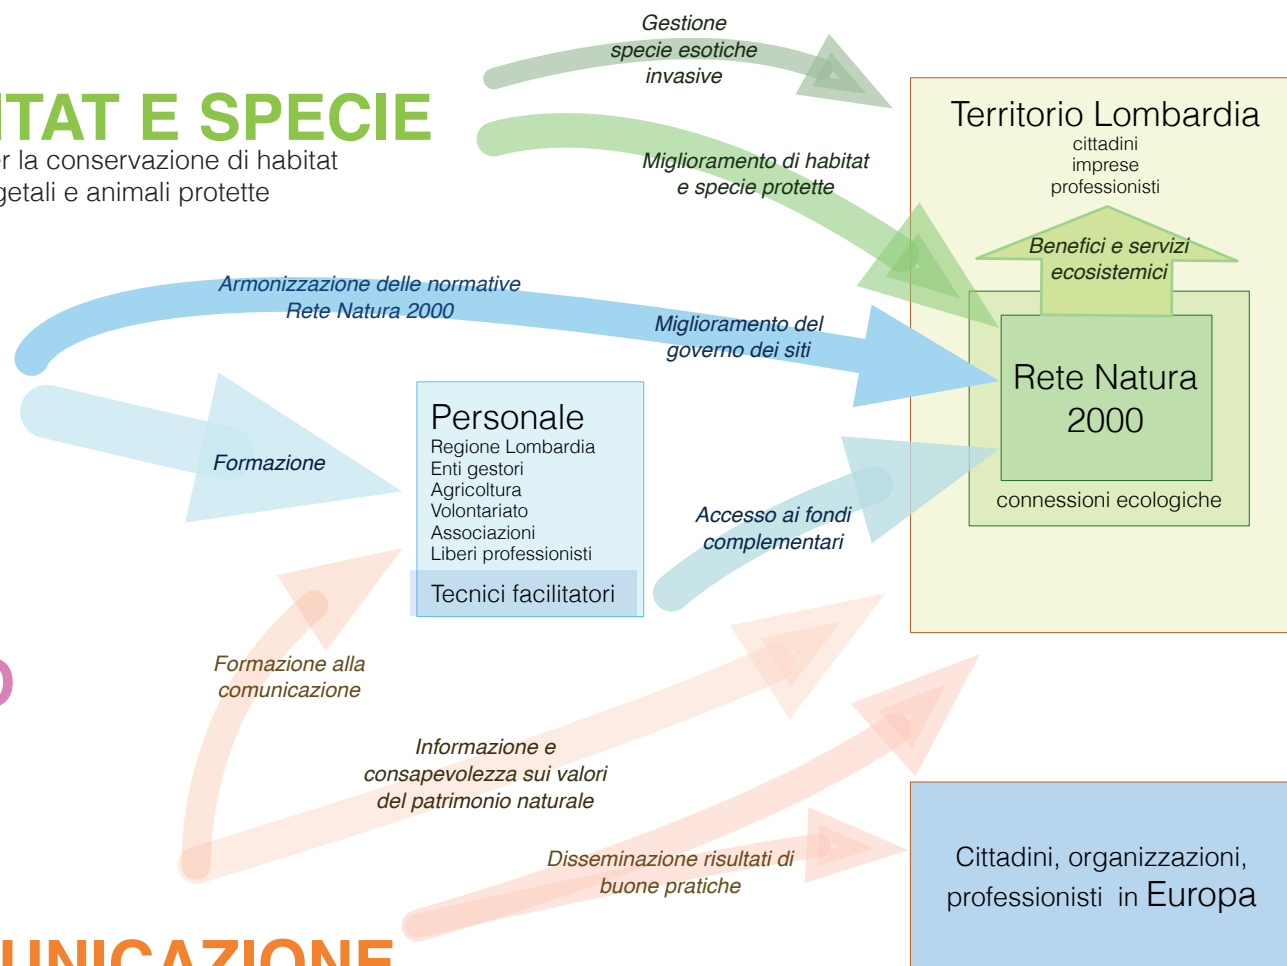 Gestione
specie esotiche
invasive
ITAT E SPECIE
er la conservazione di habitat
getali e animali protette
Miglioramento di habitat
e specie protette
Territorio Lombardia
cittadini
imprese
professionisti
Benefici e servizi
ecosistemici
Armonizzazione delle normative
Rete Natura 2000
Miglioramento del
governo dei siti
Rete Natura
2000
connessioni ecologiche
Formazione
Personale
Regione Lombardia
Enti gestori
Agricoltura
Volontariato
Associazioni
Liberi professionisti
Tecnici facilitatori
Accesso ai fondi
complementari
Formazione alla
comunicazione
O
Informazione e
consapevolezza sui valori
del patrimonio naturale
Disseminazione risultati di
buone pratiche
Cittadini, organizzazioni,
professionisti in Europa
UNICAZIONE